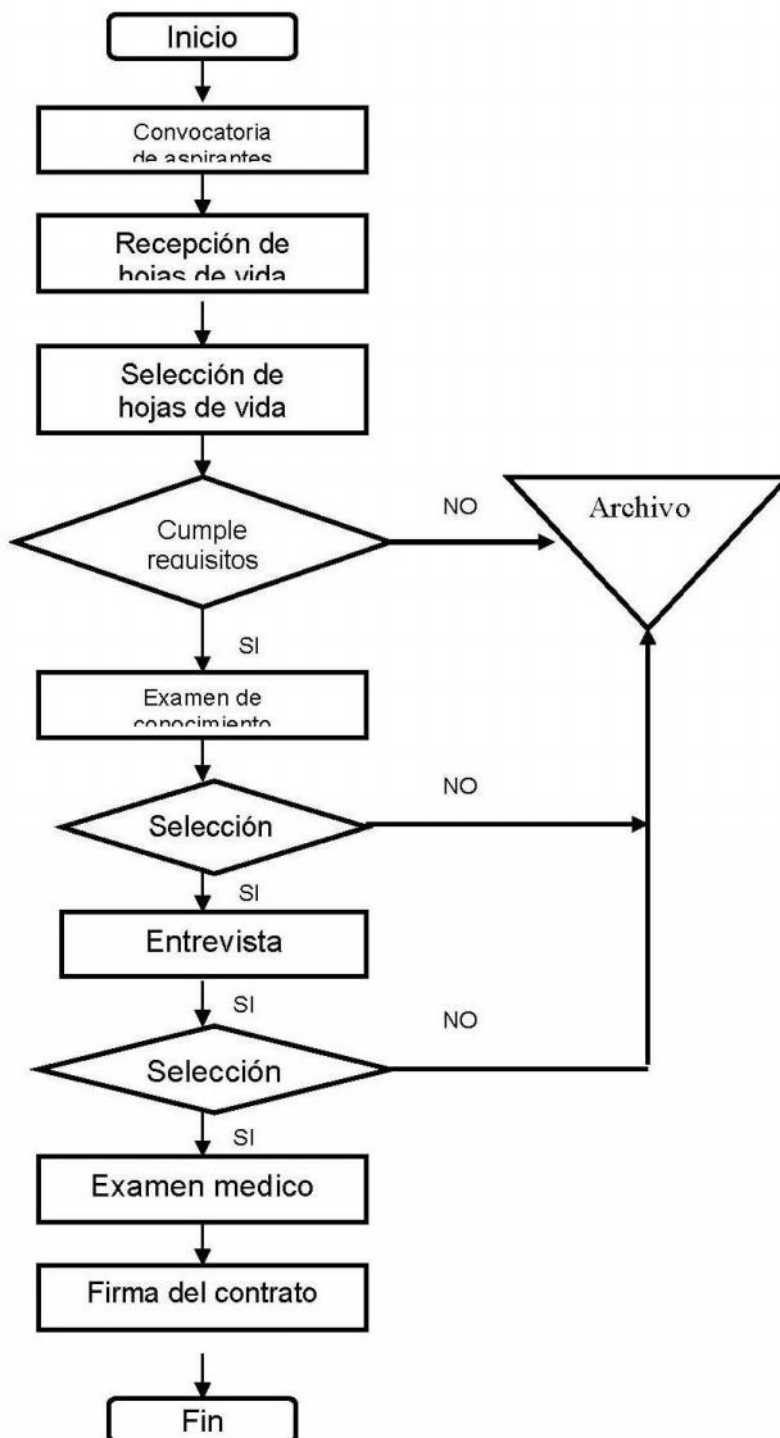 Inicio
Convocatoria
de aspirantes
Recepción de
hojas de vida
Selección de
hojas de vida
Cumple
requisitos
NO
Archivo
SI
Examen de
conocimiento
Selección
NO
SI
Entrevista
SI
NO
Selección
SI
Examen medico
Firma del contrato
Fin